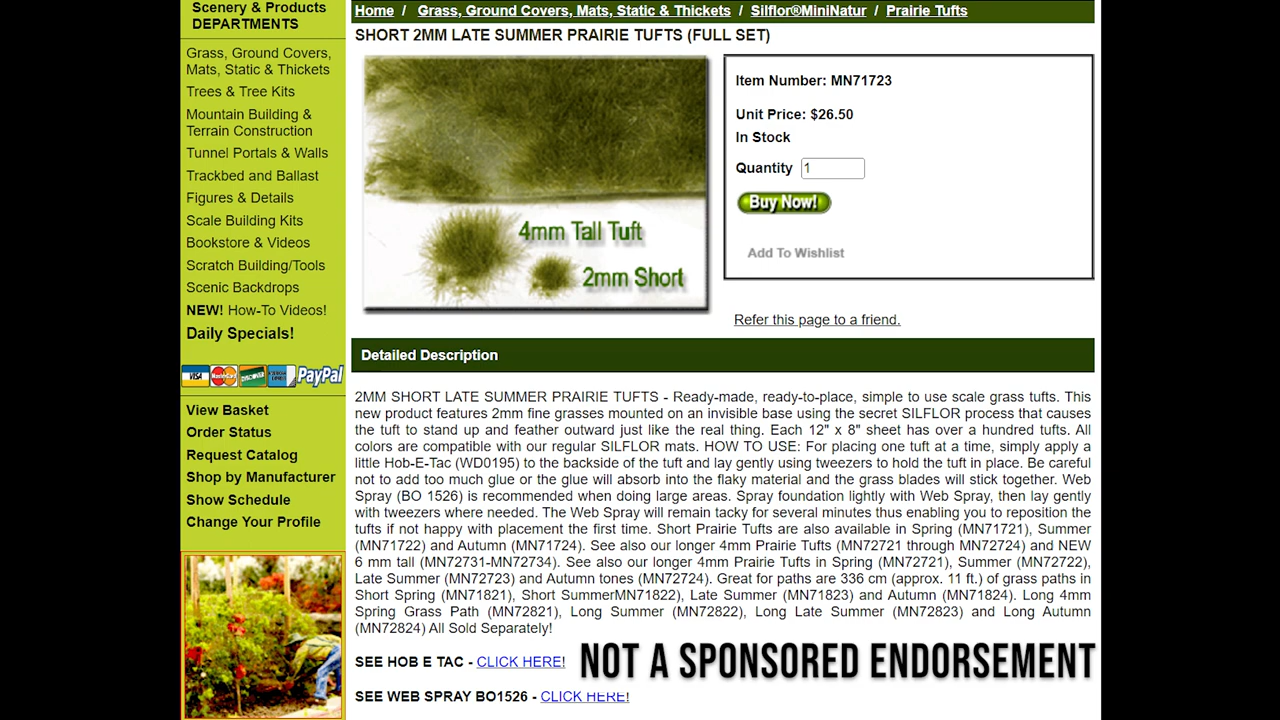 Scenery & Products
DEPARTMENTS
Grass, Ground Covers,
Mats, Static & Thickets
Trees & Tree Kits
Mountain Building &
Terrain Construction
Tunnel Portals & Walls
Trackbed and Ballast
Figures & Details
Scale Building Kits
Bookstore & Videos
Scratch Building/Tools
Scenic Backdrops
NEW! How-To Videos!
Daily Specials!
VISA MasterCard DISCOVER PayPal
View Basket
Order Status
Request Catalog
Shop by Manufacturer
Show Schedule
Change Your Profile
Home / Grass, Ground Covers, Mats, Static & Thickets / Silflor®MiniNatur / Prairie Tufts
SHORT 2MM LATE SUMMER PRAIRIE TUFTS (FULL SET)
4mm Tall Tuft
2mm Short
Item Number: MN71723
Unit Price: $26.50
In Stock
Quantity 1
Buy Now!
Add To Wishlist
Refer this page to a friend.
Detailed Description
2MM SHORT LATE SUMMER PRAIRIE TUFTS - Ready-made, ready-to-place, simple to use scale grass tufts. This
new product features 2mm fine grasses mounted on an invisible base using the secret SILFLOR process that causes
the tuft to stand up and feather outward just like the real thing. Each 12" x 8" sheet has over a hundred tufts. All
colors are compatible with our regular SILFLOR mats. HOW TO USE: For placing one tuft at a time, simply apply a
little Hob-E-Tac (WD0195) to the backside of the tuft and lay gently using tweezers to hold the tuft in place. Be careful
not to add too much glue or the glue will absorb into the flaky material and the grass blades will stick together. Web
Spray (BO 1526) is recommended when doing large areas. Spray foundation lightly with Web Spray, then lay gently
with tweezers where needed. The Web Spray will remain tacky for several minutes thus enabling you to reposition the
tufts if not happy with placement the first time. Short Prairie Tufts are also available in Spring (MN71721), Summer
(MN71722) and Autumn (MN71724). See also our longer 4mm Prairie Tufts (MN72721 through MN72724) and NEW
6 mm tall (MN72731-MN72734). See also our longer 4mm Prairie Tufts in Spring (MN72721), Summer (MN72722),
Late Summer (MN72723) and Autumn tones (MN72724). Great for paths are 336 cm (approx. 11 ft.) of grass paths in
Short Spring (MN71821), Short SummerMN71822), Late Summer (MN71823) and Autumn (MN71824). Long 4mm
Spring Grass Path (MN72821), Long Summer (MN72822), Long Late Summer (MN72823) and Long Autumn
(MN72824) All Sold Separately!
SEE HOB E TAC - CLICK HERE!
NOT A SPONSORED ENDORSEMENT
SEE WEB SPRAY BO1526 - CLICK HERE!